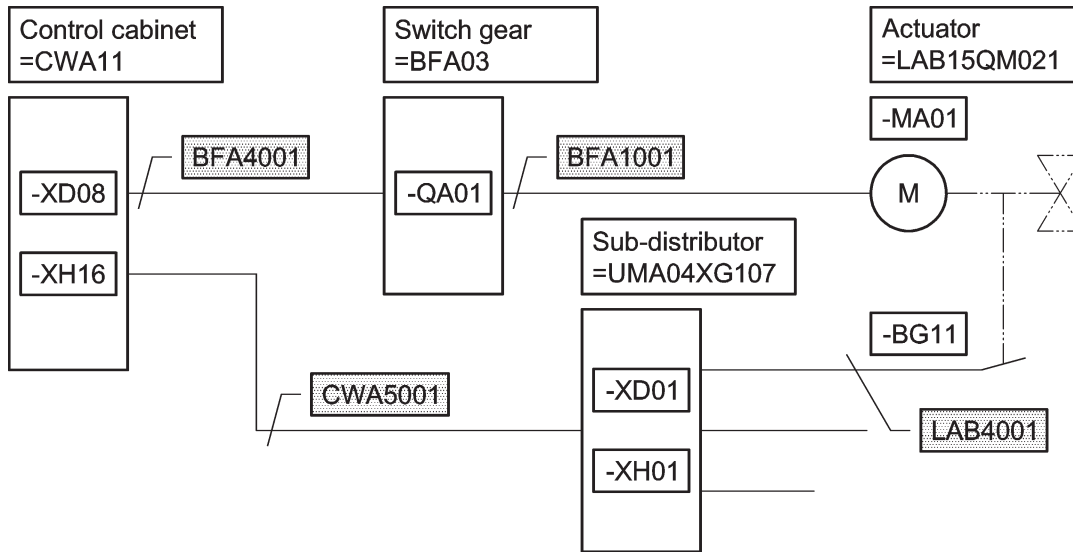 Control cabinet
=CWA11
Switch gear
=BFA03
Actuator
=LAB15QM021
-MA01
BFA4001
BFA1001
-XD08
-QA01
M
-XH16
Sub-distributor
=UMA04XG107
-BG11
CWA5001
-XD01
LAB4001
-XH01